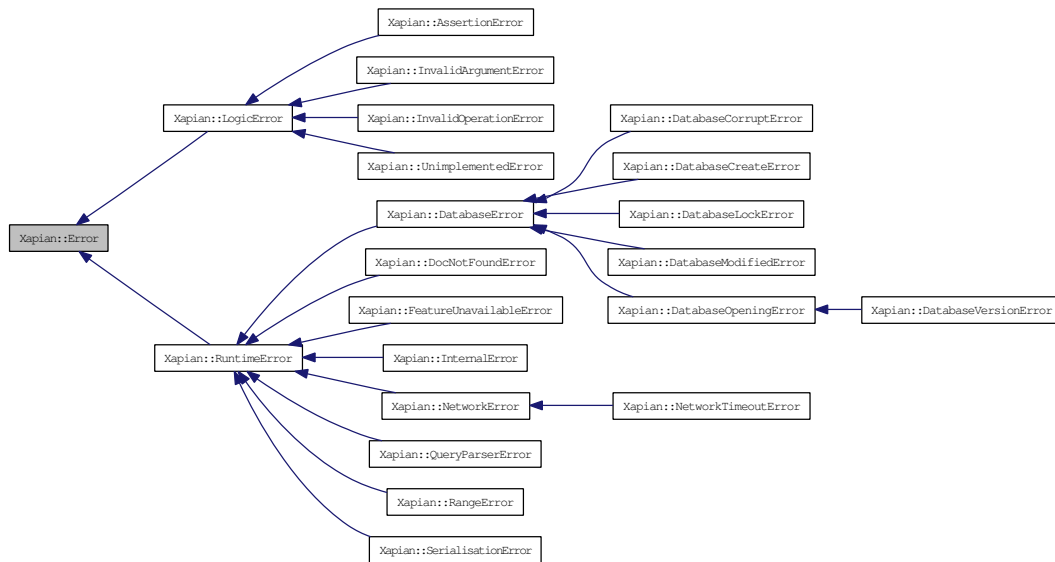 Xapian::AssertionError
Xapian::InvalidArgumentError
Xapian::LogicError
Xapian::InvalidOperationError
Xapian::DatabaseCorruptError
Xapian::UnimplementedError
Xapian::DatabaseCreateError
Xapian::DatabaseError
Xapian::DatabaseLockError
Xapian::Error
Xapian::DocNotFoundError
Xapian::DatabaseModifiedError
Xapian::FeatureUnavailableError
Xapian::DatabaseOpeningError
Xapian::DatabaseVersionError
Xapian::RuntimeError
Xapian::InternalError
Xapian::NetworkError
Xapian::NetworkTimeoutError
Xapian::QueryParserError
Xapian::RangeError
Xapian::SerialisationError